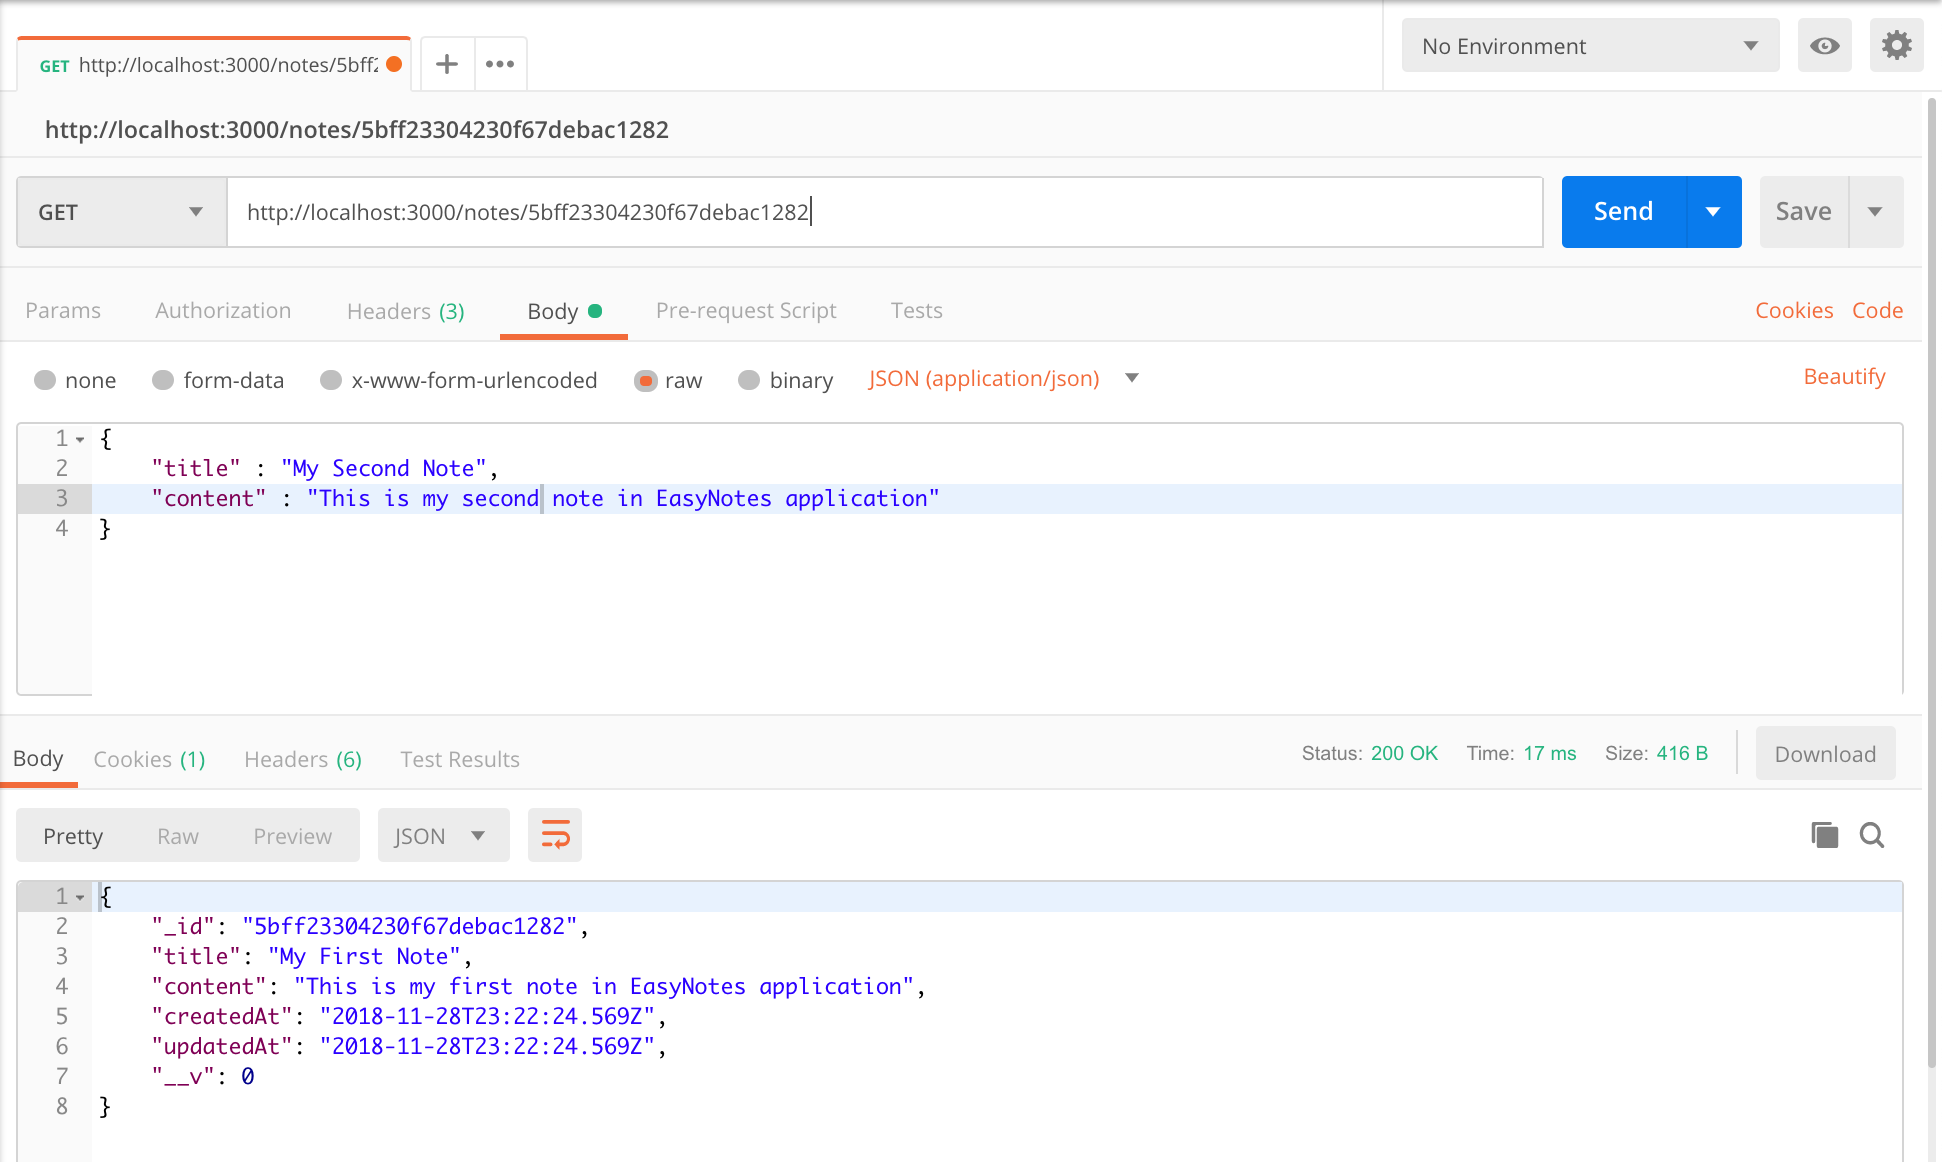 GET http://localhost:3000/notes/5bff2
No Environment
http://localhost:3000/notes/5bff23304230f67debac1282
GET http://localhost:3000/notes/5bff23304230f67debac1282 Send Save
Params Authorization Headers (3) Body Pre-request Script Tests Cookies Code
none form-data x-www-form-urlencoded raw binary JSON (application/json) Beautify
1 {
2 "title" : "My Second Note",
3 "content" : "This is my second note in EasyNotes application"
4 }
Body Cookies (1) Headers (6) Test Results Status: 200 OK Time: 17 ms Size: 416 B Download
Pretty Raw Preview JSON
1 {
2 "_id": "5bff23304230f67debac1282",
3 "title": "My First Note",
4 "content": "This is my first note in EasyNotes application",
5 "createdAt": "2018-11-28T23:22:24.569Z",
6 "updatedAt": "2018-11-28T23:22:24.569Z",
7 "__v": 0
8 }